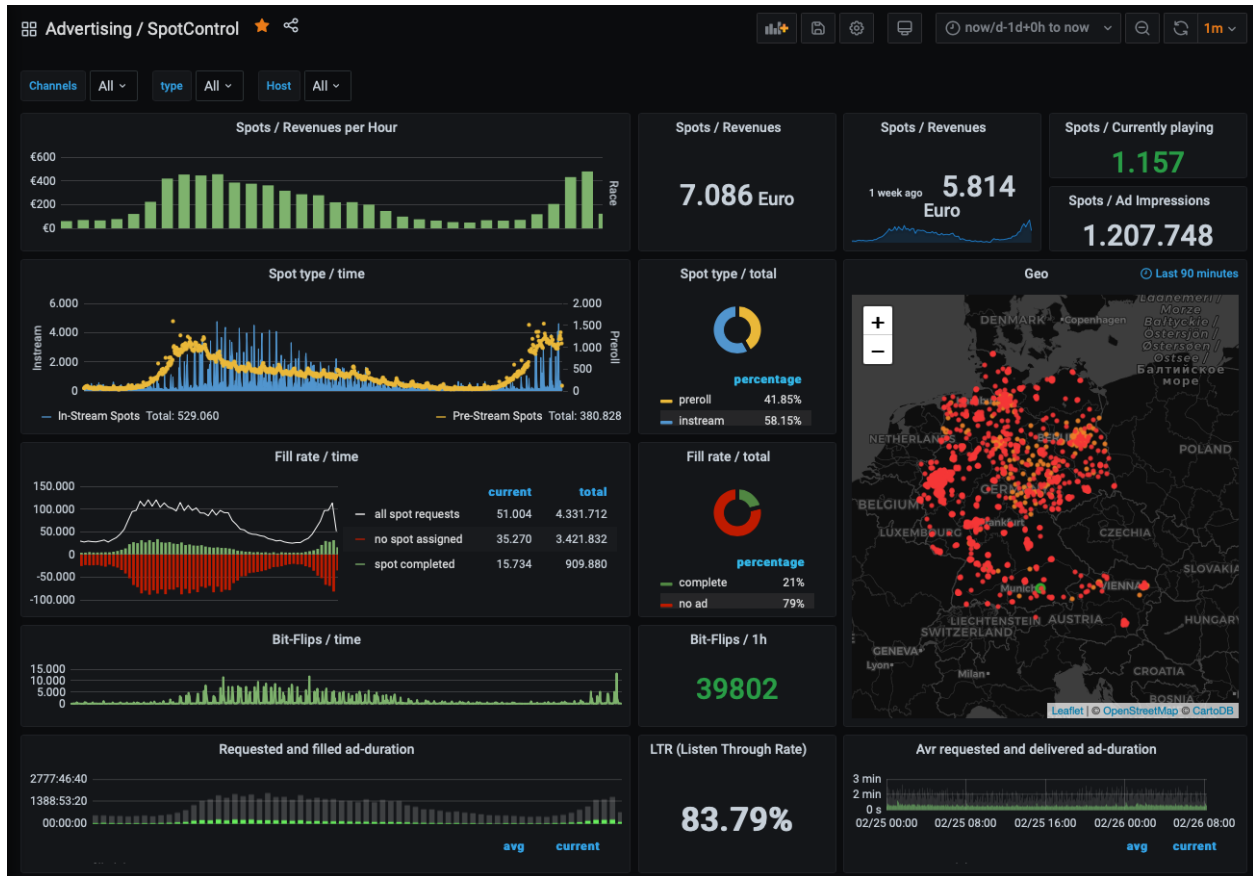 Advertising / SpotControl
now/d-1d+0h to now
1m
Channels All type All Host All
Spots / Revenues per Hour
€600
€400
€200
€0
Race
Spots / Revenues
7.086 Euro
Spots / Revenues
1 week ago 5.814
Euro
Spots / Currently playing
1.157
Spots / Ad Impressions
1.207.748
Spot type / time
6.000
4.000
2.000
0
Instream
2.000
1.500
1.000
500
0
Preroll
In-Stream Spots Total: 529.060
Pre-Stream Spots Total: 380.828
Spot type / total
percentage
preroll 41.85%
instream 58.15%
Geo
Last 90 minutes
+
−
DENMARK
Copenhagen
Baltyckie /
Ostersjön /
Østersøen /
Ostsee /
Балтийское
море
NETHERLANDS
POLAND
BELGIUM
GERM
LUXEMBOURG
Frankfurt
CZECHIA
SLOVAKIA
Munich
VIENNA
LIECHTENSTEIN
AUSTRIA
HUNGARY
SWITZERLAND
GENEVA
Lyon
Milan
CROATIA
BOSNIA
Leaflet | © OpenStreetMap © CartoDB
Fill rate / time
150.000
100.000
50.000
0
-50.000
-100.000
current total
all spot requests 51.004 4.331.712
no spot assigned 35.270 3.421.832
spot completed 15.734 909.880
Fill rate / total
percentage
complete 21%
no ad 79%
Bit-Flips / time
15.000
10.000
5.000
0
Bit-Flips / 1h
39802
Requested and filled ad-duration
2777:46:40
1388:53:20
00:00:00
avg current
LTR (Listen Through Rate)
83.79%
Avr requested and delivered ad-duration
3 min
2 min
0 s
02/25 00:00 02/25 08:00 02/25 16:00 02/26 00:00 02/26 08:00
avg current